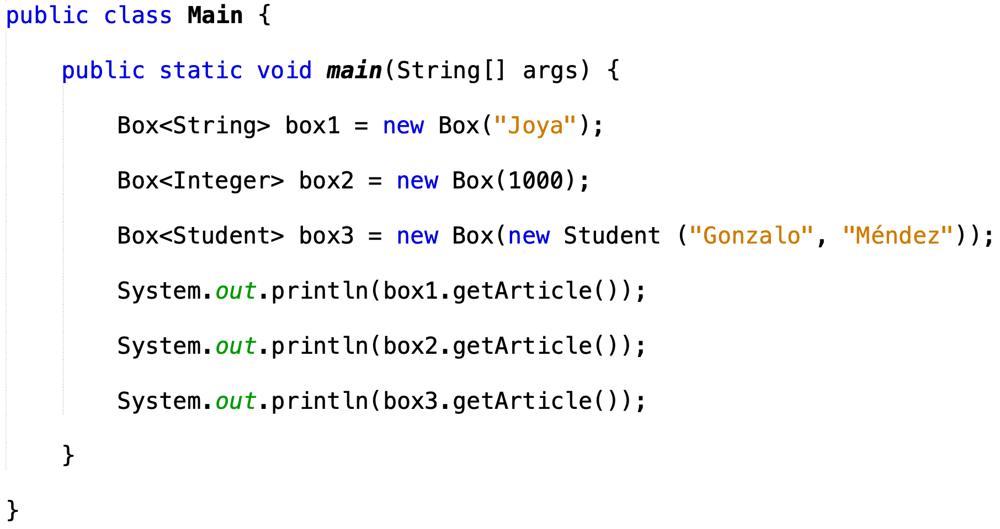 public class Main {
public static void main(String[] args) {
Box<String> box1 = new Box("Joya");
Box<Integer> box2 = new Box(1000);
Box<Student> box3 = new Box(new Student ("Gonzalo", "Méndez"));
System.out.println(box1.getArticle());
System.out.println(box2.getArticle());
System.out.println(box3.getArticle());
}
}